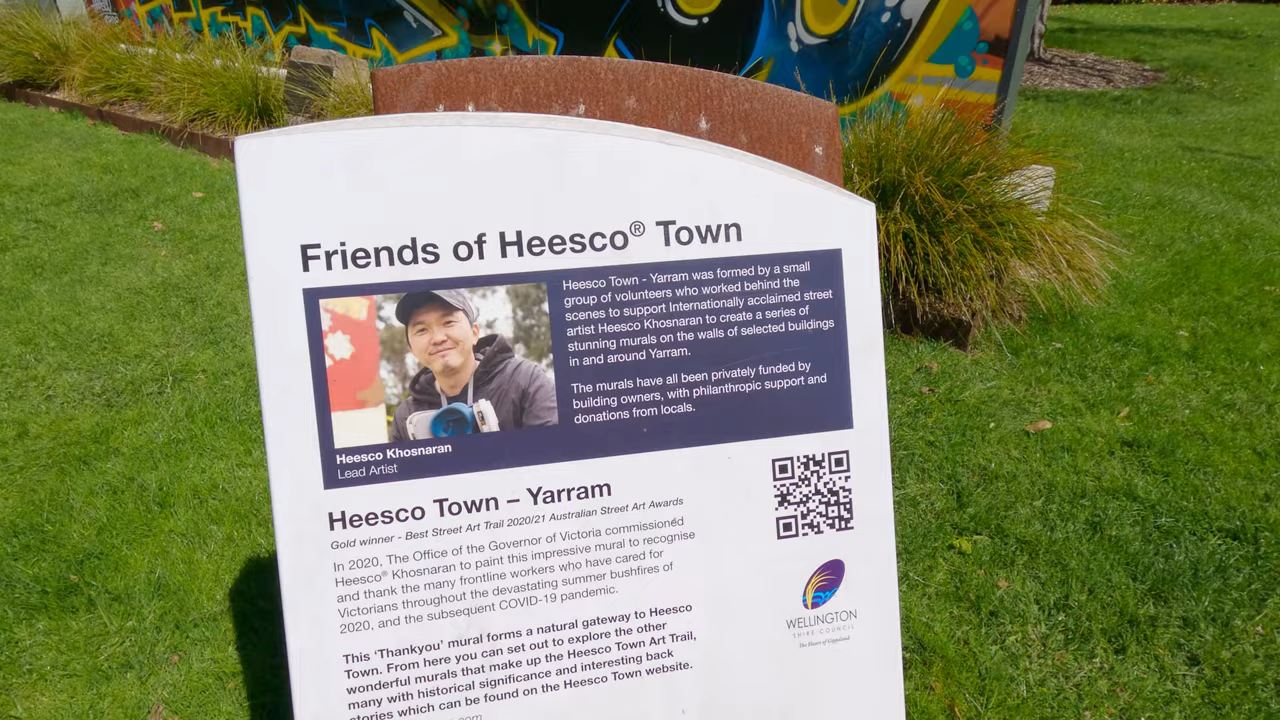 Friends of Heesco® Town
Heesco Town - Yarram was formed by a small
group of volunteers who worked behind the
scenes to support Internationally acclaimed street
artist Heesco Khosnaran to create a series of
stunning murals on the walls of selected buildings
in and around Yarram.
The murals have all been privately funded by
building owners, with philanthropic support and
donations from locals.
Heesco Khosnaran
Lead Artist
Heesco Town – Yarram
Gold winner - Best Street Art Trail 2020/21 Australian Street Art Awards
In 2020, The Office of the Governor of Victoria commissioned
Heesco® Khosnaran to paint this impressive mural to recognise
and thank the many frontline workers who have cared for
Victorians throughout the devastating summer bushfires of
2020, and the subsequent COVID-19 pandemic.
This ‘Thankyou’ mural forms a natural gateway to Heesco
Town. From here you can set out to explore the other
wonderful murals that make up the Heesco Town Art Trail,
many with historical significance and interesting back
stories which can be found on the Heesco Town website.
WELLINGTON
SHIRE COUNCIL
The Heart of Gippsland